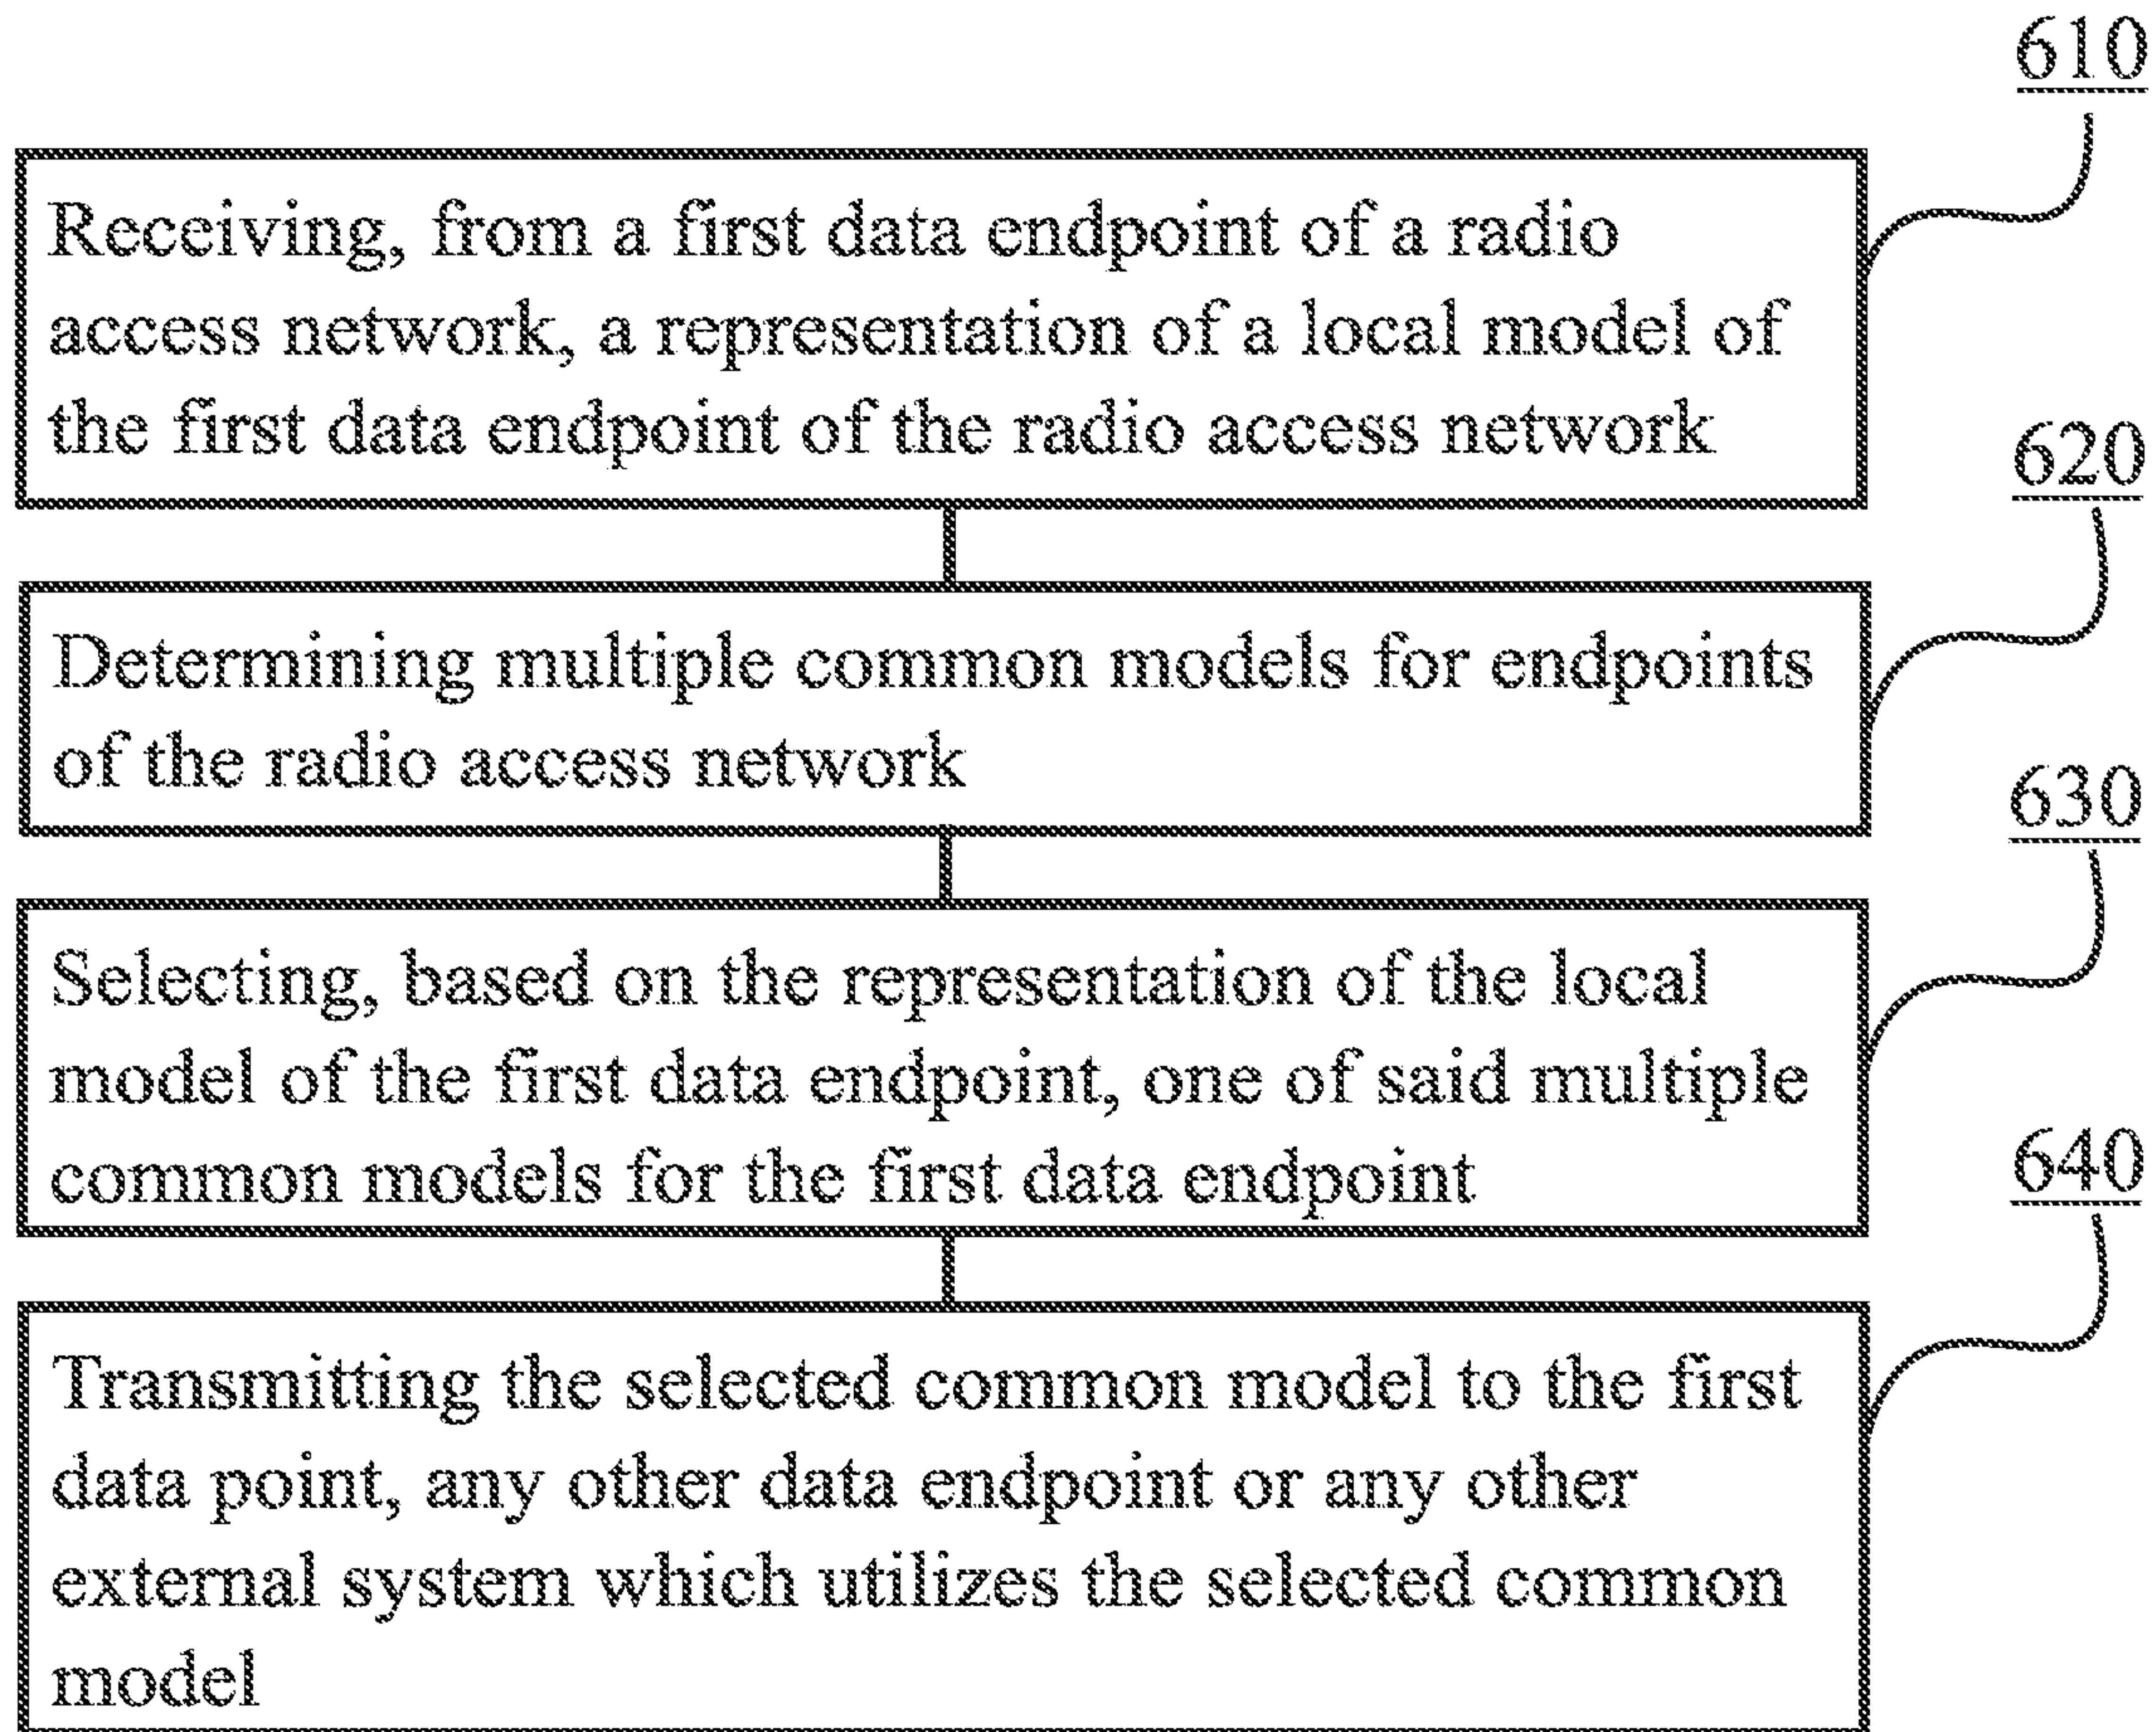 610
Receiving, from a first data endpoint of a radio
access network, a representation of a local model of
the first data endpoint of the radio access network
620
Determining multiple common models for endpoints
of the radio access network
630
Selecting, based on the representation of the local
model of the first data endpoint, one of said multiple
common models for the first data endpoint
640
Transmitting the selected common model to the first
data point, any other data endpoint or any other
external system which utilizes the selected common
model